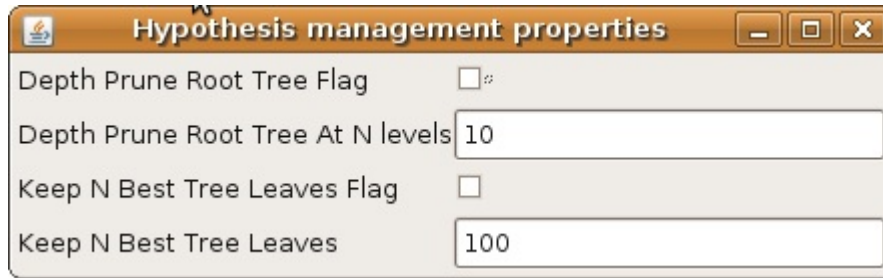 Hypothesis management properties
Depth Prune Root Tree Flag
Depth Prune Root Tree At N levels 10
Keep N Best Tree Leaves Flag
Keep N Best Tree Leaves 100